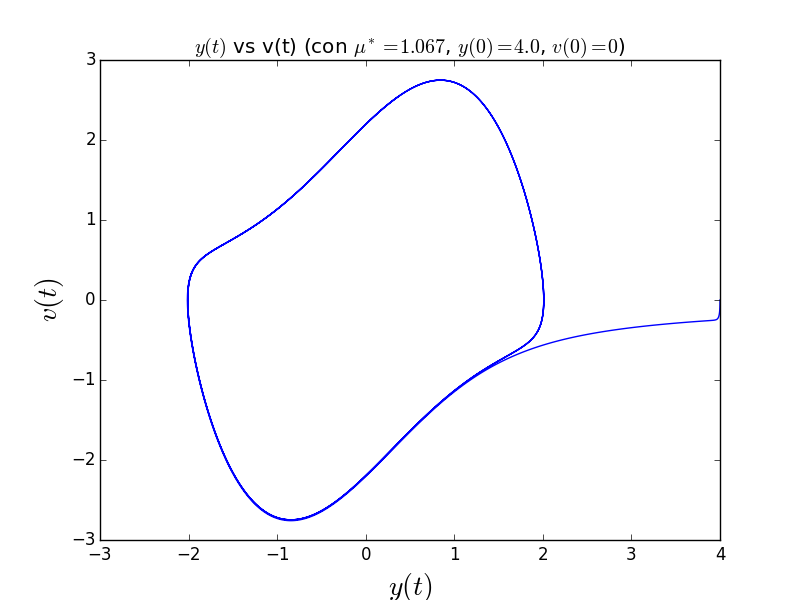 y(t) vs v(t) (con μ* = 1.067, y(0) = 4.0, v(0) = 0)
3
2
1
0
−1
−2
−3
v(t)
−3 −2 −1 0 1 2 3 4
y(t)